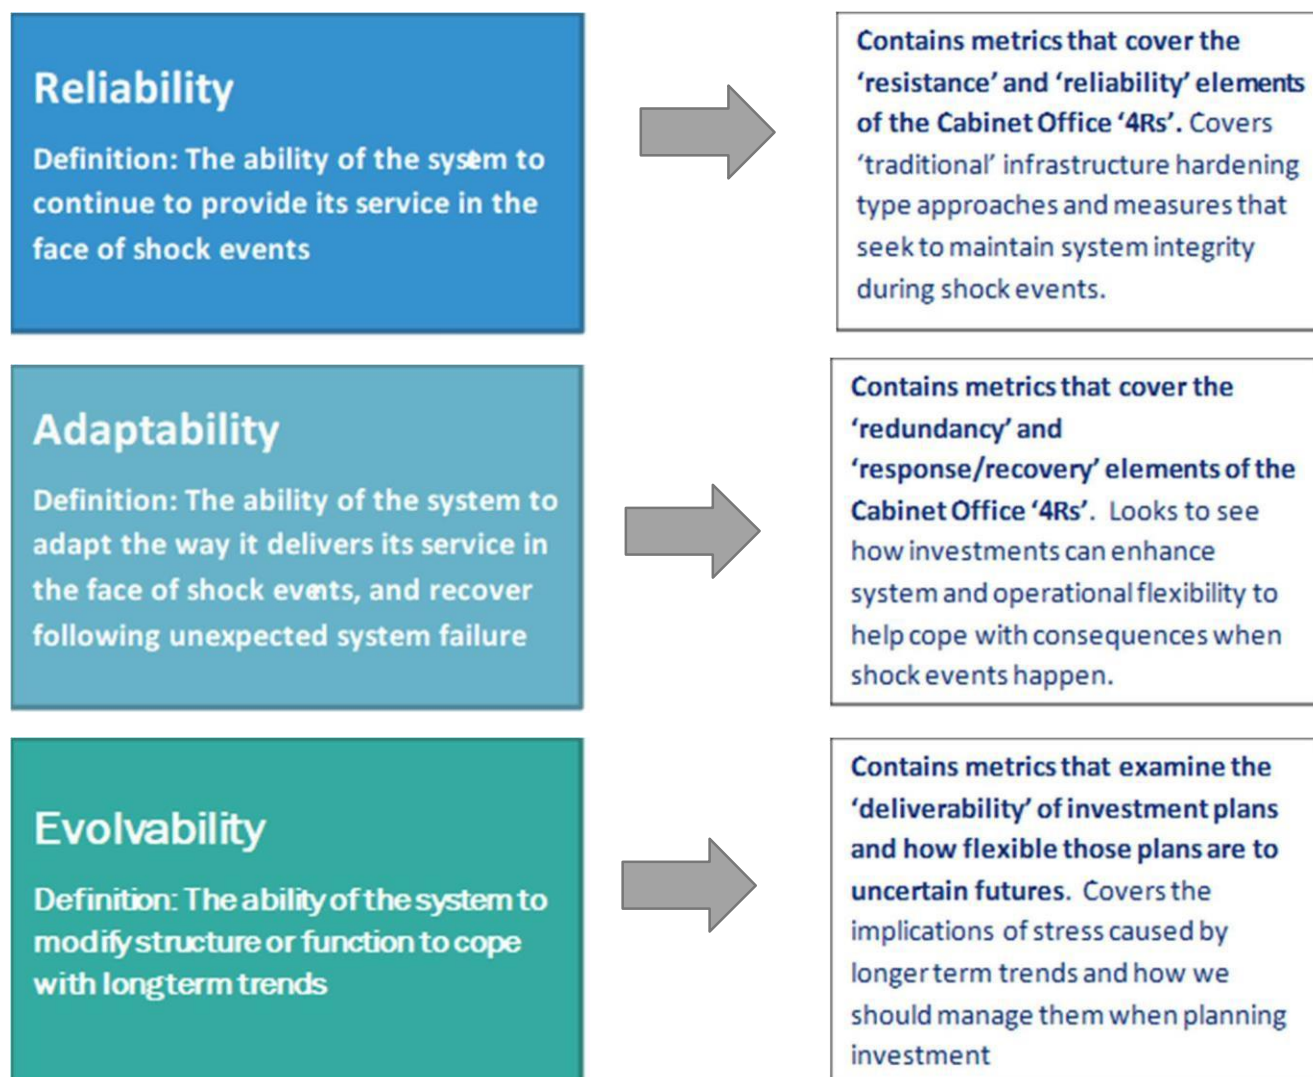 Reliability
Definition: The ability of the system to
continue to provide its service in the
face of shock events
Contains metrics that cover the
‘resistance’ and ‘reliability’ elements
of the Cabinet Office ‘4Rs’. Covers
‘traditional’ infrastructure hardening
type approaches and measures that
seek to maintain system integrity
during shock events.
Adaptability
Definition: The ability of the system to
adapt the way it delivers its service in
the face of shock events, and recover
following unexpected system failure
Contains metrics that cover the
‘redundancy’ and
‘response/recovery’ elements of the
Cabinet Office ‘4Rs’. Looks to see
how investments can enhance
system and operational flexibility to
help cope with consequences when
shock events happen.
Evolvability
Definition: The ability of the system to
modify structure or function to cope
with longterm trends
Contains metrics that examine the
‘deliverability’ of investment plans
and how flexible those plans are to
uncertain futures. Covers the
implications of stress caused by
longer term trends and how we
should manage them when planning
investment